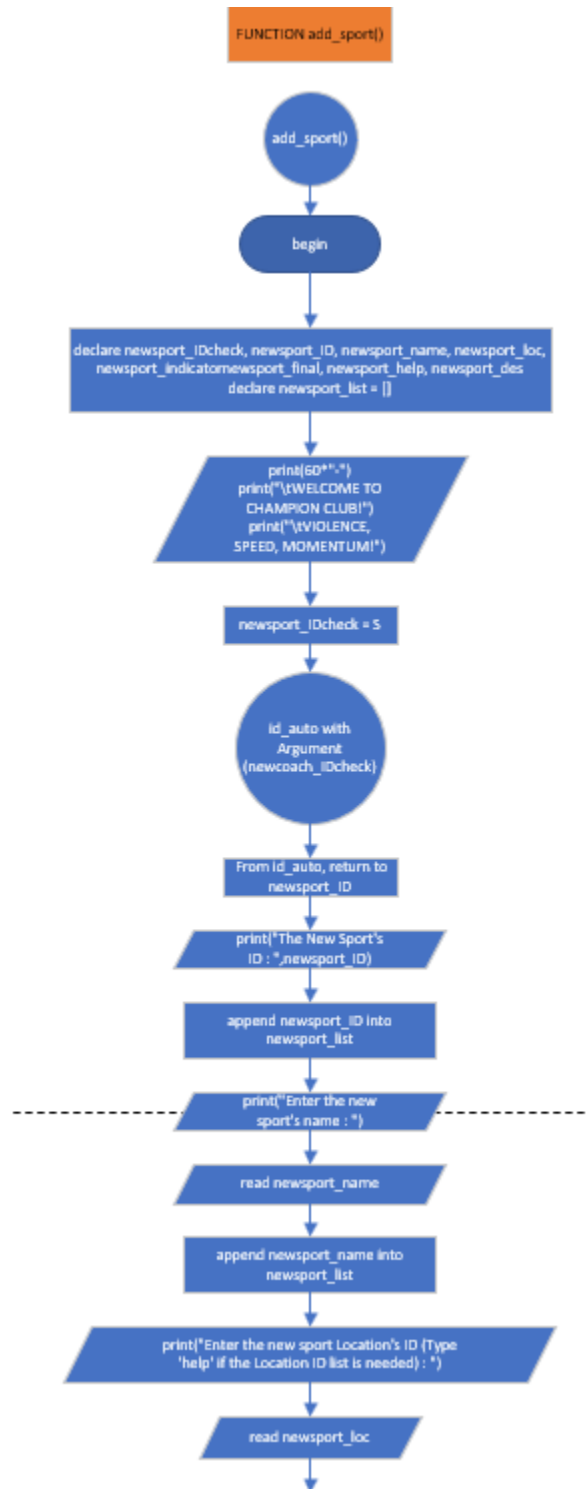 FUNCTION add_sport()
add_sport()
begin
declare newsport_IDcheck, newsport_ID, newsport_name, newsport_loc,
newsport_indicatornewsport_final, newsport_help, newsport_des
declare newsport_list = []
print(60*"-")
print("\tWELCOME TO
CHAMPION CLUB!")
print("\tVIOLENCE,
SPEED, MOMENTUM!")
newsport_IDcheck = S
id_auto with
Argument
(newcoach_IDcheck)
From id_auto, return to
newsport_ID
print("The New Sport's
ID : ",newsport_ID)
append newsport_ID into
newsport_list
print("Enter the new
sport's name : ")
read newsport_name
append newsport_name into
newsport_list
print("Enter the new sport Location's ID (Type
'help' if the Location ID list is needed) : ")
read newsport_loc